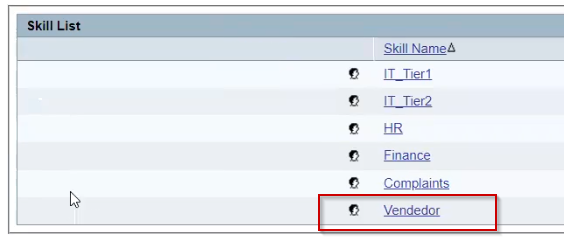 Skill List
Skill Name
IT_Tier1
IT_Tier2
HR
Finance
Complaints
Vendedor